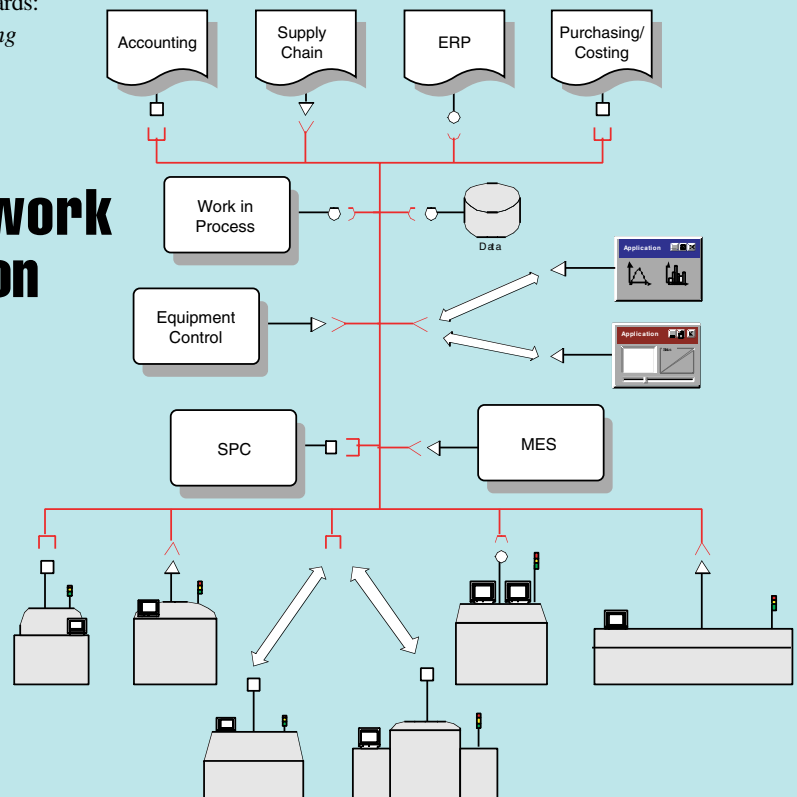 ards:
ng
work
on
Accounting
Supply
Chain
ERP
Purchasing/
Costing
Work in
Process
Data
Application
Equipment
Control
Application
SPC
MES